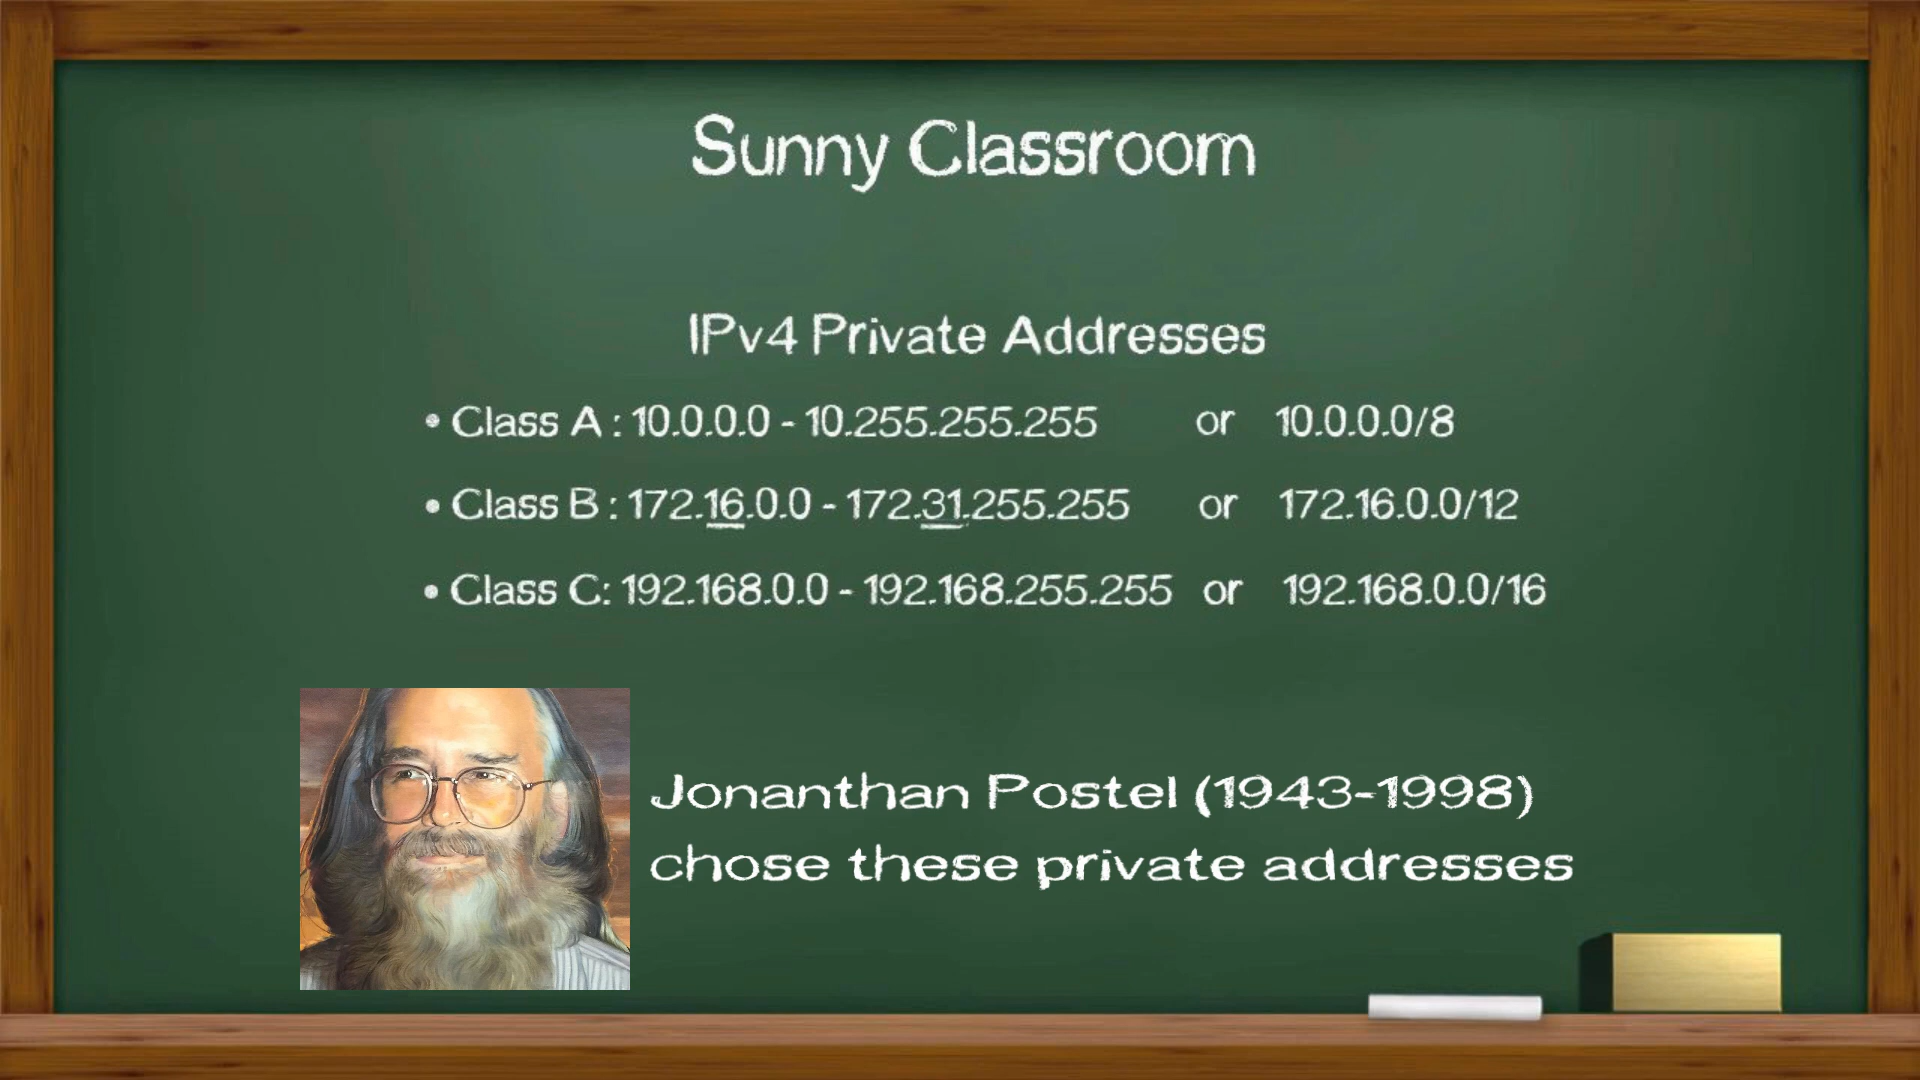 Sunny Classroom
IPv4 Private Addresses
• Class A : 10.0.0.0 - 10.255.255.255 or 10.0.0.0/8
• Class B : 172.16.0.0 - 172.31.255.255 or 172.16.0.0/12
• Class C: 192.168.0.0 - 192.168.255.255 or 192.168.0.0/16
Jonanthan Postel (1943-1998)
chose these private addresses